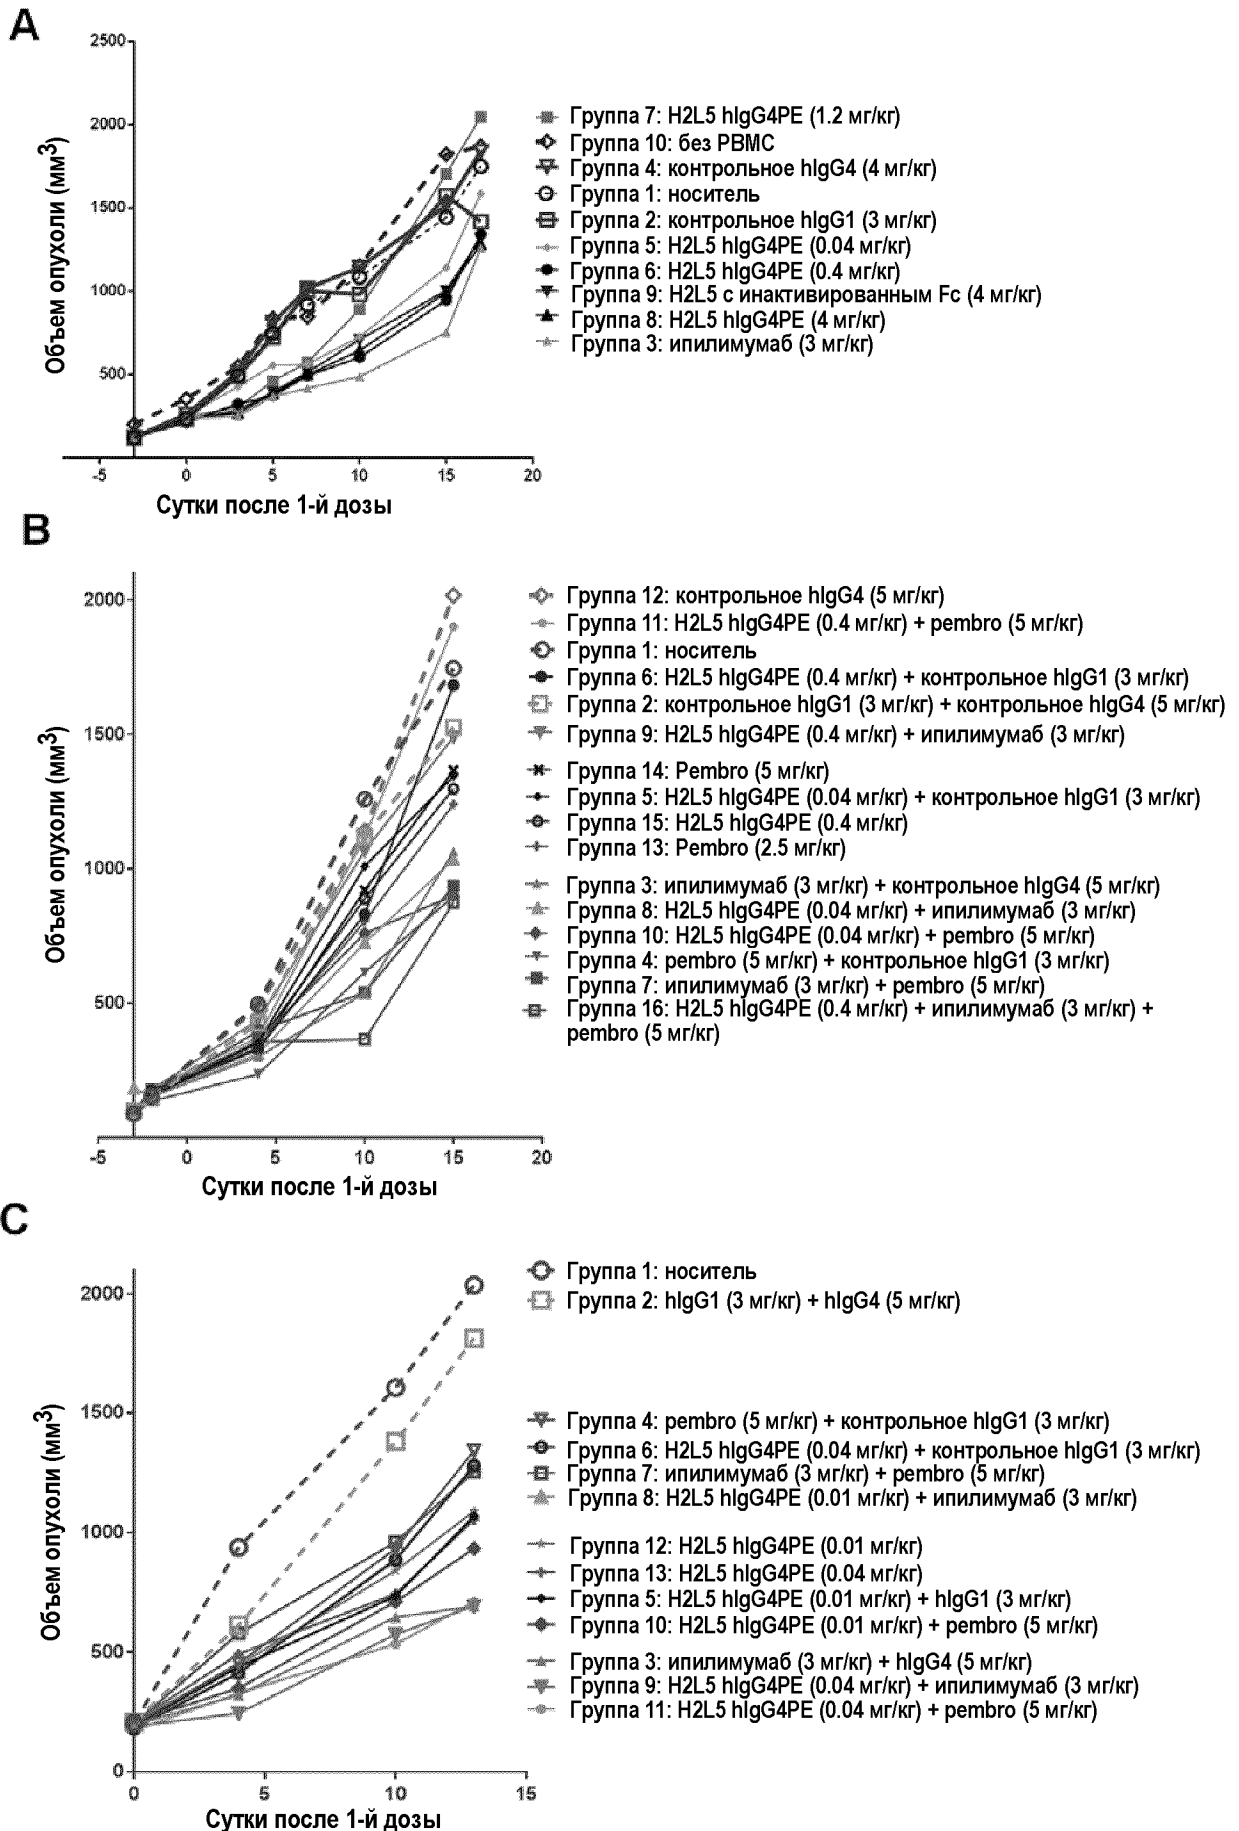 A
2500
2000
1500
1000
500
-5 0 5 10 15 20
Объем опухоли (мм3)
Сутки после 1-й дозы
Группа 7: H2L5 hIgG4PE (1.2 мг/кг)
Группа 10: без PBMC
Группа 4: контрольное hIgG4 (4 мг/кг)
Группа 1: носитель
Группа 2: контрольное hIgG1 (3 мг/кг)
Группа 5: H2L5 hIgG4PE (0.04 мг/кг)
Группа 6: H2L5 hIgG4PE (0.4 мг/кг)
Группа 9: H2L5 с инактивированным Fc (4 мг/кг)
Группа 8: H2L5 hIgG4PE (4 мг/кг)
Группа 3: ипилимумаб (3 мг/кг)
B
2000
1500
1000
500
-5 0 5 10 15 20
Объем опухоли (мм3)
Сутки после 1-й дозы
Группа 12: контрольное hIgG4 (5 мг/кг)
Группа 11: H2L5 hIgG4PE (0.4 мг/кг) + pembro (5 мг/кг)
Группа 1: носитель
Группа 6: H2L5 hIgG4PE (0.4 мг/кг) + контрольное hIgG1 (3 мг/кг)
Группа 2: контрольное hIgG1 (3 мг/кг) + контрольное hIgG4 (5 мг/кг)
Группа 9: H2L5 hIgG4PE (0.4 мг/кг) + ипилимумаб (3 мг/кг)
Группа 14: Pembro (5 мг/кг)
Группа 5: H2L5 hIgG4PE (0.04 мг/кг) + контрольное hIgG1 (3 мг/кг)
Группа 15: H2L5 hIgG4PE (0.4 мг/кг)
Группа 13: Pembro (2.5 мг/кг)
Группа 3: ипилимумаб (3 мг/кг) + контрольное hIgG4 (5 мг/кг)
Группа 8: H2L5 hIgG4PE (0.04 мг/кг) + ипилимумаб (3 мг/кг)
Группа 10: H2L5 hIgG4PE (0.04 мг/кг) + pembro (5 мг/кг)
Группа 4: pembro (5 мг/кг) + контрольное hIgG1 (3 мг/кг)
Группа 7: ипилимумаб (3 мг/кг) + pembro (5 мг/кг)
Группа 16: H2L5 hIgG4PE (0.4 мг/кг) + ипилимумаб (3 мг/кг) +
pembro (5 мг/кг)
C
2000
1500
1000
500
0
0 5 10 15
Объем опухоли (мм3)
Сутки после 1-й дозы
Группа 1: носитель
Группа 2: hIgG1 (3 мг/кг) + hIgG4 (5 мг/кг)
Группа 4: pembro (5 мг/кг) + контрольное hIgG1 (3 мг/кг)
Группа 6: H2L5 hIgG4PE (0.04 мг/кг) + контрольное hIgG1 (3 мг/кг)
Группа 7: ипилимумаб (3 мг/кг) + pembro (5 мг/кг)
Группа 8: H2L5 hIgG4PE (0.01 мг/кг) + ипилимумаб (3 мг/кг)
Группа 12: H2L5 hIgG4PE (0.01 мг/кг)
Группа 13: H2L5 hIgG4PE (0.04 мг/кг)
Группа 5: H2L5 hIgG4PE (0.01 мг/кг) + hIgG1 (3 мг/кг)
Группа 10: H2L5 hIgG4PE (0.01 мг/кг) + pembro (5 мг/кг)
Группа 3: ипилимумаб (3 мг/кг) + hIgG4 (5 мг/кг)
Группа 9: H2L5 hIgG4PE (0.04 мг/кг) + ипилимумаб (3 мг/кг)
Группа 11: H2L5 hIgG4PE (0.04 мг/кг) + pembro (5 мг/кг)